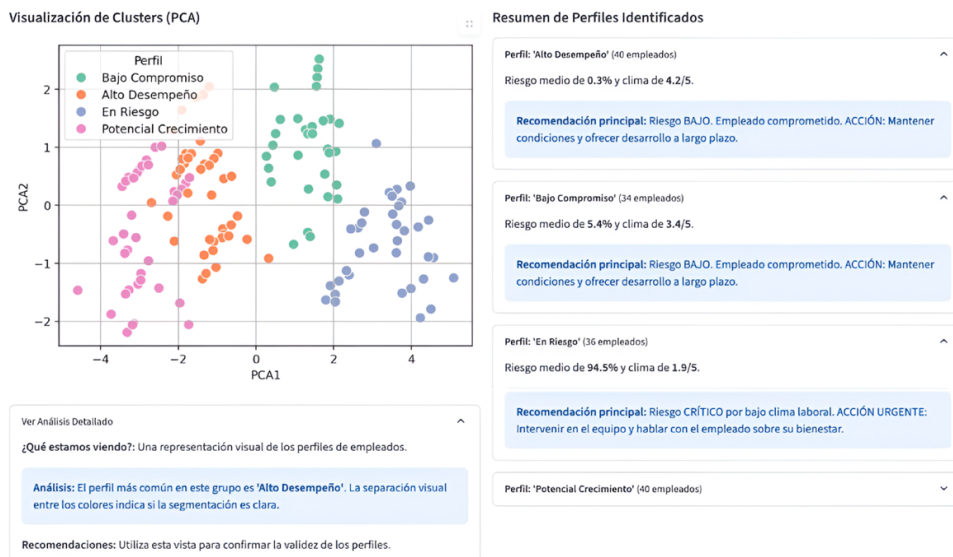 Visualización de Clusters (PCA)
Perfil
Bajo Compromiso
Alto Desempeño
En Riesgo
Potencial Crecimiento
2
1
0
−1
−2
PCA2
−4
−2
0
2
4
PCA1
Ver Análisis Detallado
¿Qué estamos viendo?: Una representación visual de los perfiles de empleados.
Análisis: El perfil más común en este grupo es 'Alto Desempeño'. La separación visual
entre los colores indica si la segmentación es clara.
Recomendaciones: Utiliza esta vista para confirmar la validez de los perfiles.
Resumen de Perfiles Identificados
Perfil: 'Alto Desempeño' (40 empleados)
Riesgo medio de 0.3% y clima de 4.2/5.
Recomendación principal: Riesgo BAJO. Empleado comprometido. ACCIÓN: Mantener
condiciones y ofrecer desarrollo a largo plazo.
Perfil: 'Bajo Compromiso' (34 empleados)
Riesgo medio de 5.4% y clima de 3.4/5.
Recomendación principal: Riesgo BAJO. Empleado comprometido. ACCIÓN: Mantener
condiciones y ofrecer desarrollo a largo plazo.
Perfil: 'En Riesgo' (36 empleados)
Riesgo medio de 94.5% y clima de 1.9/5.
Recomendación principal: Riesgo CRÍTICO por bajo clima laboral. ACCIÓN URGENTE:
Intervenir en el equipo y hablar con el empleado sobre su bienestar.
Perfil: 'Potencial Crecimiento' (40 empleados)